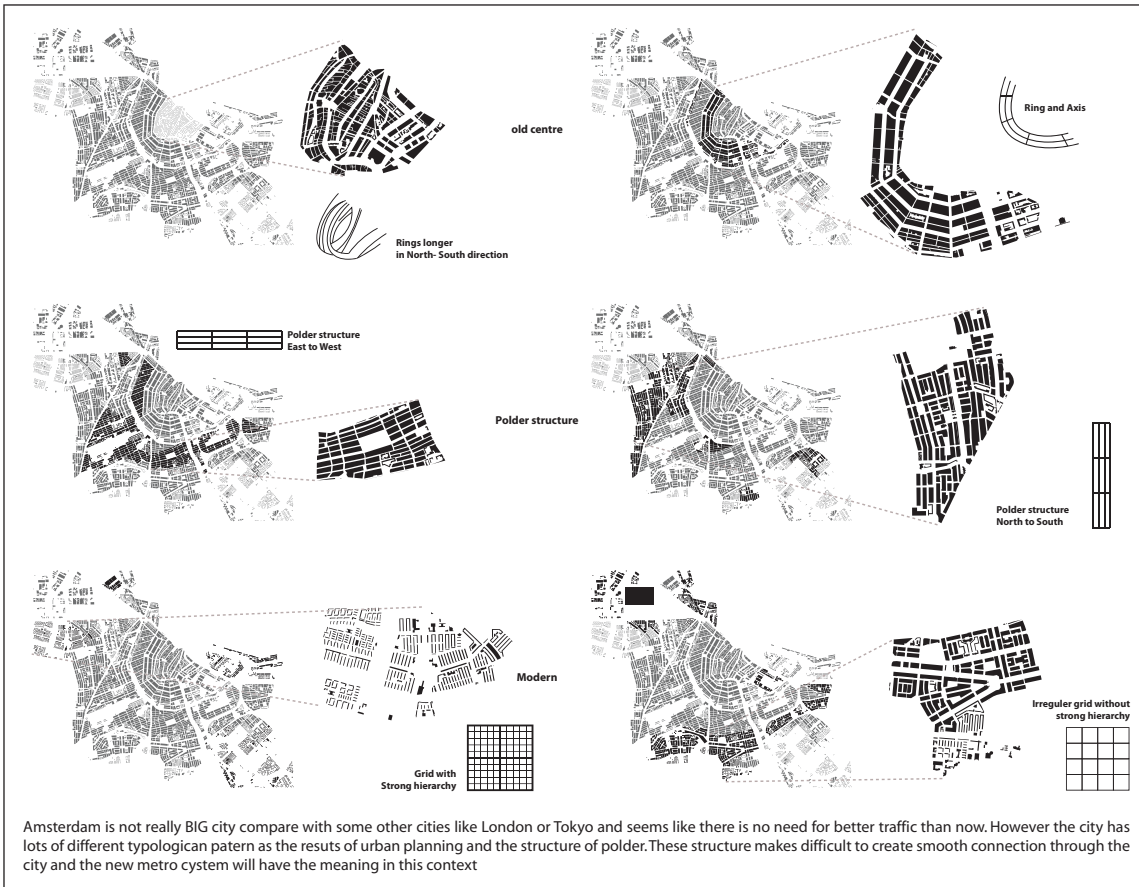 old centre
Rings longer
in North- South direction
Ring and Axis
Polder structure
East to West
Polder structure
Polder structure
North to South
Modern
Grid with
Strong hierarchy
Irreguler grid without
strong hierarchy
Amsterdam is not really BIG city compare with some other cities like London or Tokyo and seems like there is no need for better traffic than now. However the city has
lots of different typologican patern as the resuts of urban planning and the structure of polder. These structure makes difficult to create smooth connection through the
city and the new metro cystem will have the meaning in this context